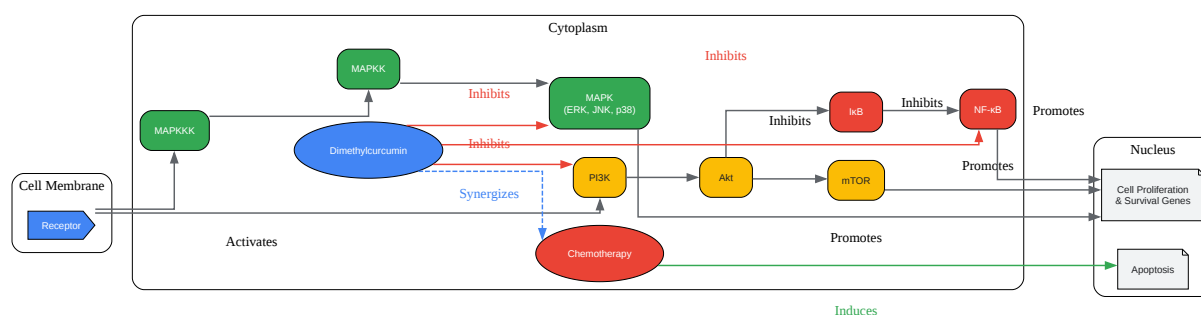 Cytoplasm
Inhibits
MAPKK
Inhibits
MAPK
(ERK, JNK, p38)
IκB
Inhibits
NF-κB
Promotes
MAPKKK
Inhibits
Dimethylcurcumin
Inhibits
Nucleus
Cell Membrane
Promotes
PI3K
Akt
mTOR
Cell Proliferation
& Survival Genes
Synergizes
Receptor
Activates
Promotes
Chemotherapy
Apoptosis
Induces